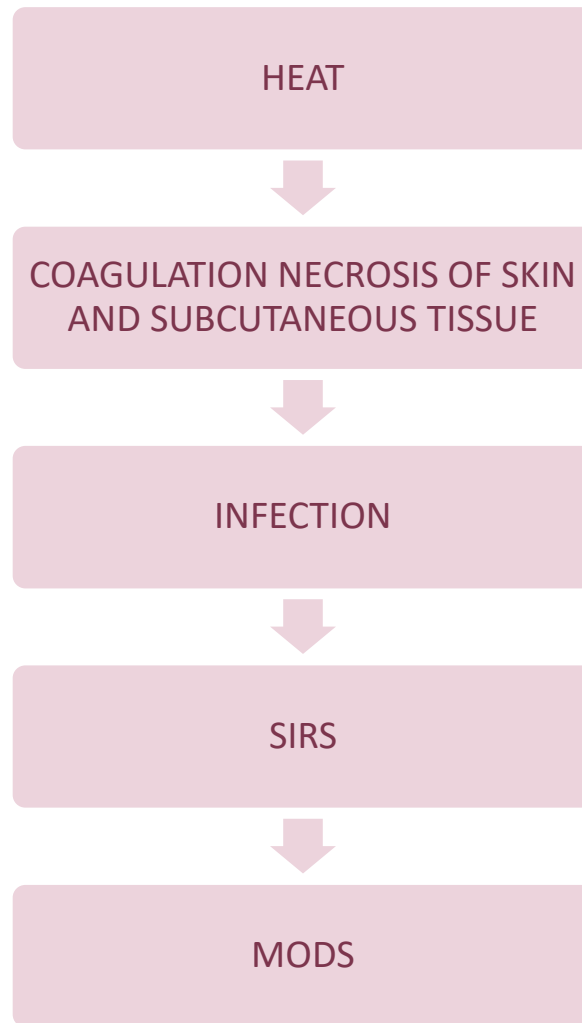 HEAT
COAGULATION NECROSIS OF SKIN
AND SUBCUTANEOUS TISSUE
INFECTION
SIRS
MODS